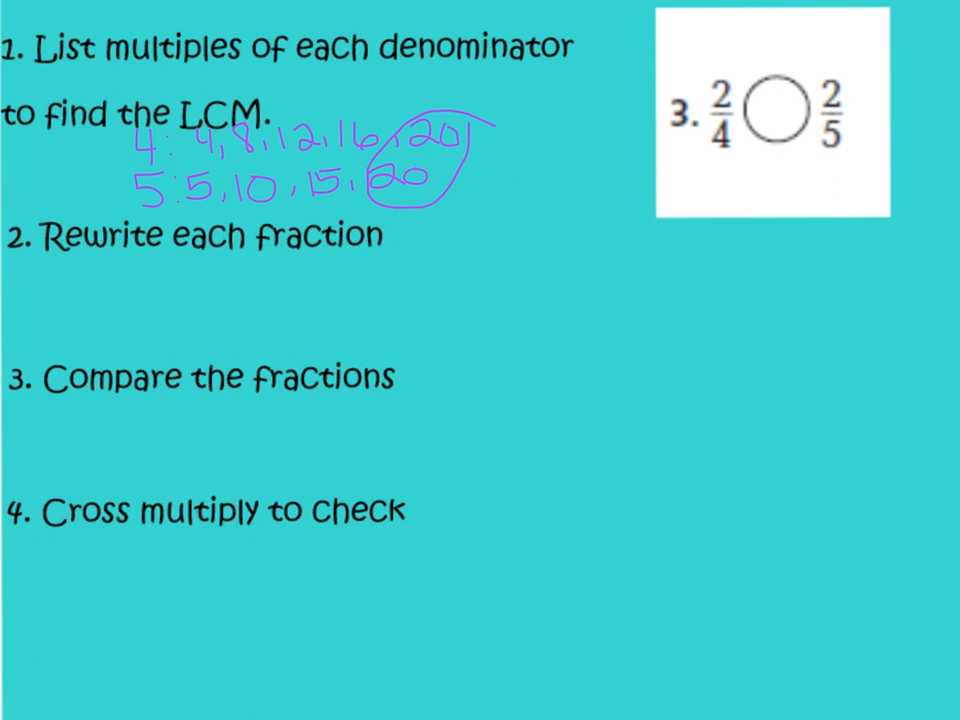 1. List multiples of each denominator
to find the LCM.
4: 4, 8, 12, 16, 20
5: 5, 10, 15, 20
2. Rewrite each fraction
3. Compare the fractions
4. Cross multiply to check
3. 2/4 ○ 2/5